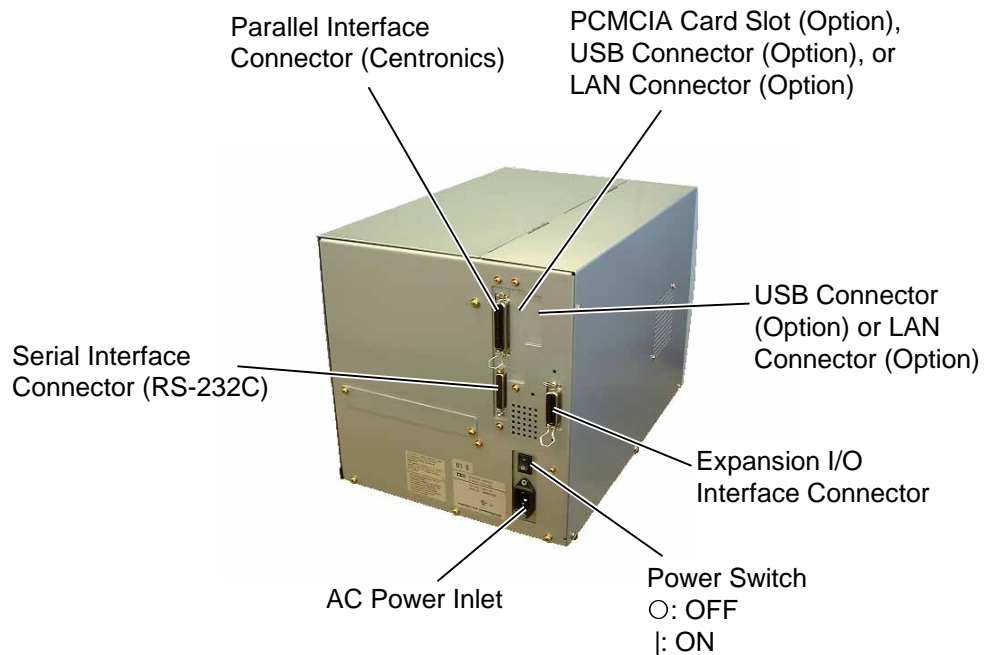 Parallel Interface
Connector (Centronics)
PCMCIA Card Slot (Option),
USB Connector (Option), or
LAN Connector (Option)
USB Connector
(Option) or LAN
Connector (Option)
Serial Interface
Connector (RS-232C)
Expansion I/O
Interface Connector
AC Power Inlet
Power Switch
○: OFF
|: ON